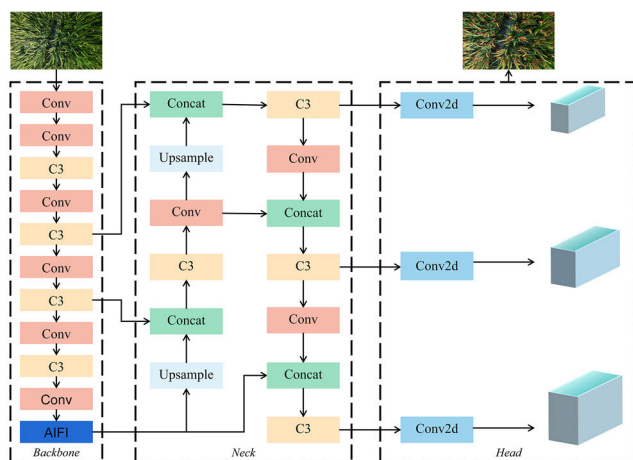 Conv
Conv
C3
Conv
C3
Conv
C3
Conv
C3
Conv
AIFI
Backbone
Concat
Upsample
Conv
C3
Concat
Upsample
C3
Conv
Concat
C3
Conv
Concat
C3
Neck
Conv2d
Conv2d
Conv2d
Head